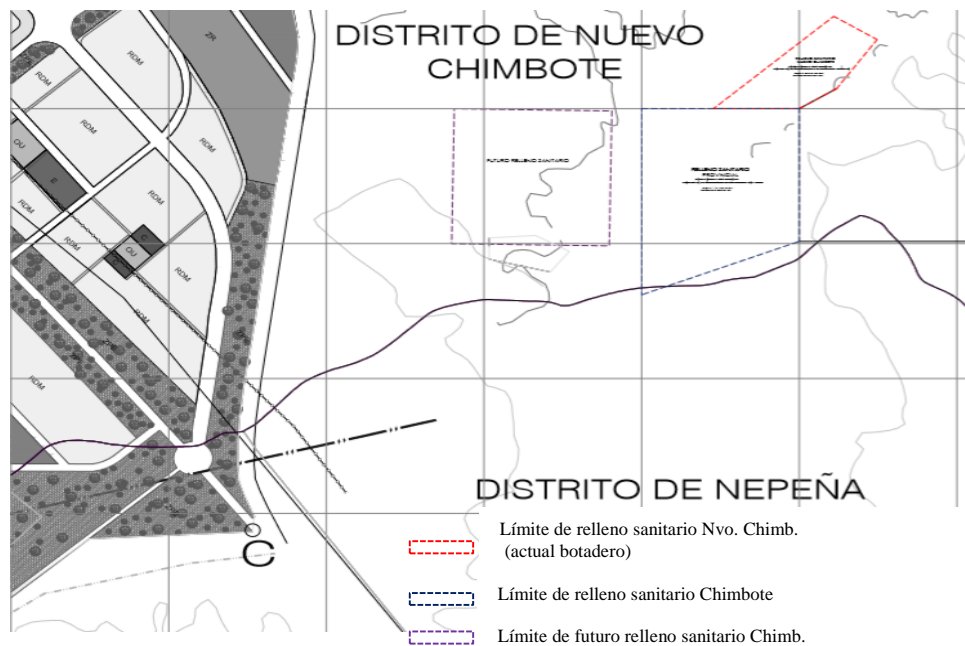 DISTRITO DE NUEVO
CHIMBOTE
ZR
RDM
RDM
RDM
RDM
OU
E
RDM
RDM
RDM
C
OU
RDM
RDM
RDM
FUTURO RELLENO SANITARIO
RELLENO SANITARIO
PROVINCIAL
DISTRITO DE NEPEÑA
C
Límite de relleno sanitario Nvo. Chimb.
(actual botadero)
Límite de relleno sanitario Chimbote
Límite de futuro relleno sanitario Chimb.